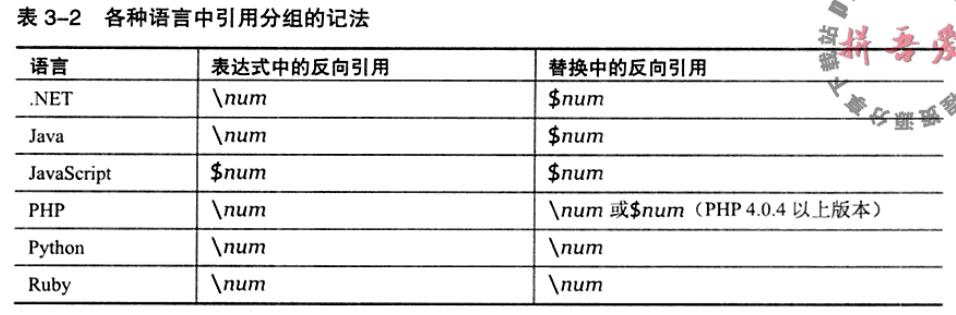 表 3-2 各种语言中引用分组的记法
语言 表达式中的反向引用 替换中的反向引用
.NET \num $num
Java \num $num
JavaScript $num $num
PHP \num \num 或$num（PHP 4.0.4 以上版本）
Python \num \num
Ruby \num \num